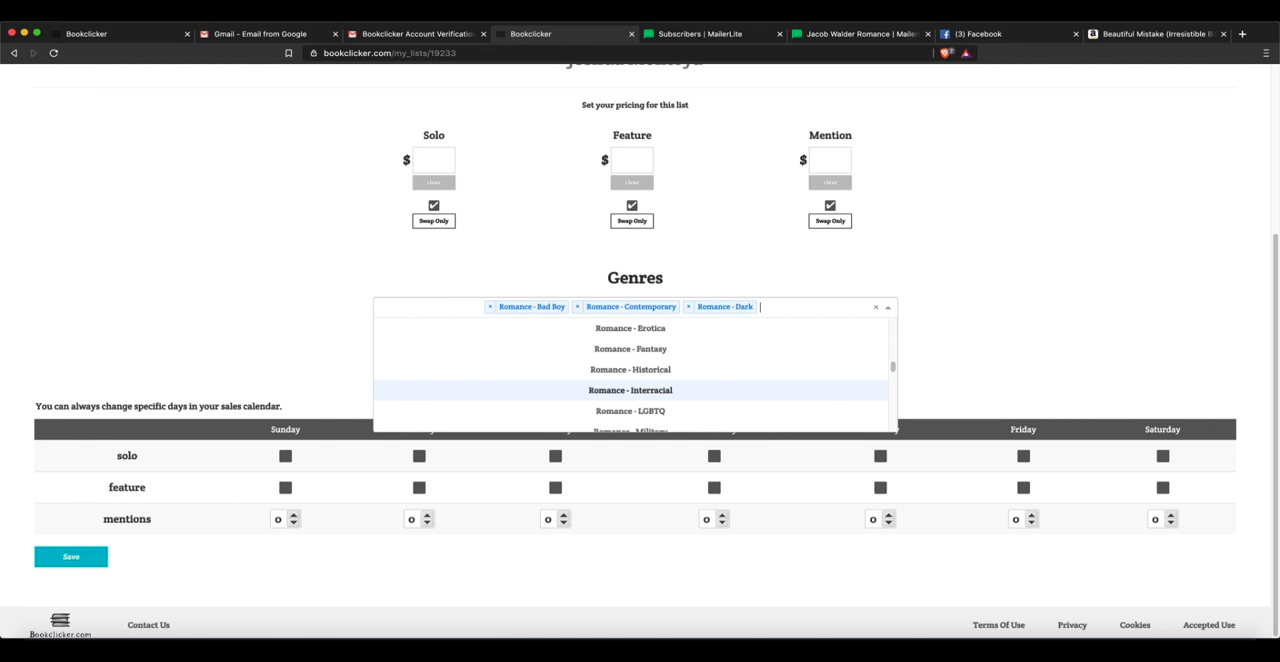 Bookclicker
Gmail - Email from Google
Bookclicker Account Verificatio
Bookclicker
Subscribers | MailerLite
Jacob Walder Romance | Mailer
(3) Facebook
Beautiful Mistake (Irresistible B
bookclicker.com/my_lists/19233
Set your pricing for this list
Solo Feature Mention
$ $ $
clear clear clear
Swap Only Swap Only Swap Only
Genres
× Romance - Bad Boy × Romance - Contemporary × Romance - Dark
Romance - Erotica
Romance - Fantasy
Romance - Historical
Romance - Interracial
Romance - LGBTQ
Romance - Military
You can always change specific days in your sales calendar.
Sunday Friday Saturday
solo
feature
mentions 0 0 0 0 0 0 0
Save
Bookclicker.com
Contact Us
Terms Of Use Privacy Cookies Accepted Use